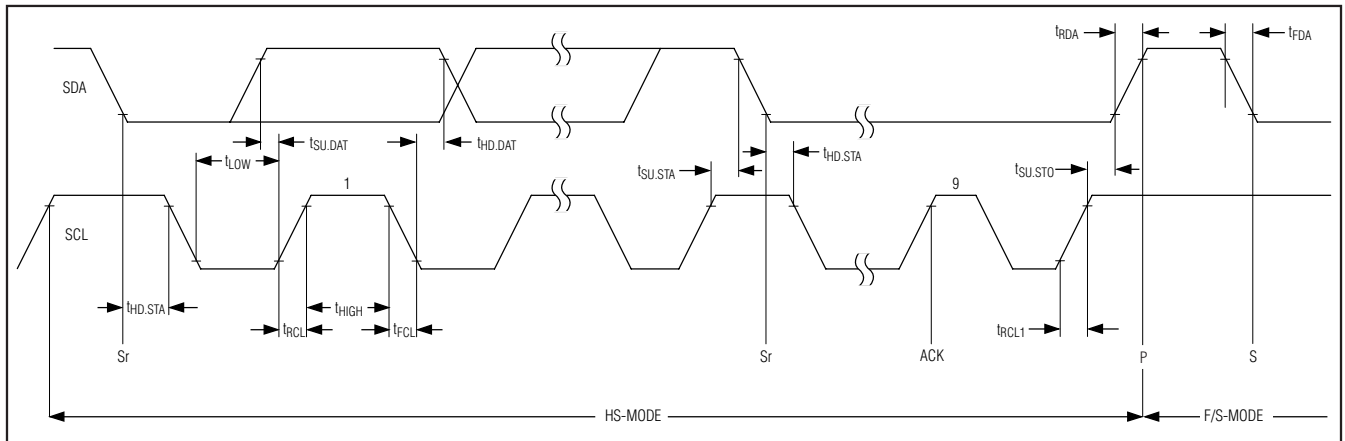 tRDA
tFDA
SDA
tSU.DAT
tHD.DAT
tLOW
tHD.STA
tSU.STA
tSU.STO
1
9
SCL
tHD.STA
tRCL
tHIGH
tFCL
tRCL1
Sr
Sr
ACK
P
S
HS-MODE
F/S-MODE